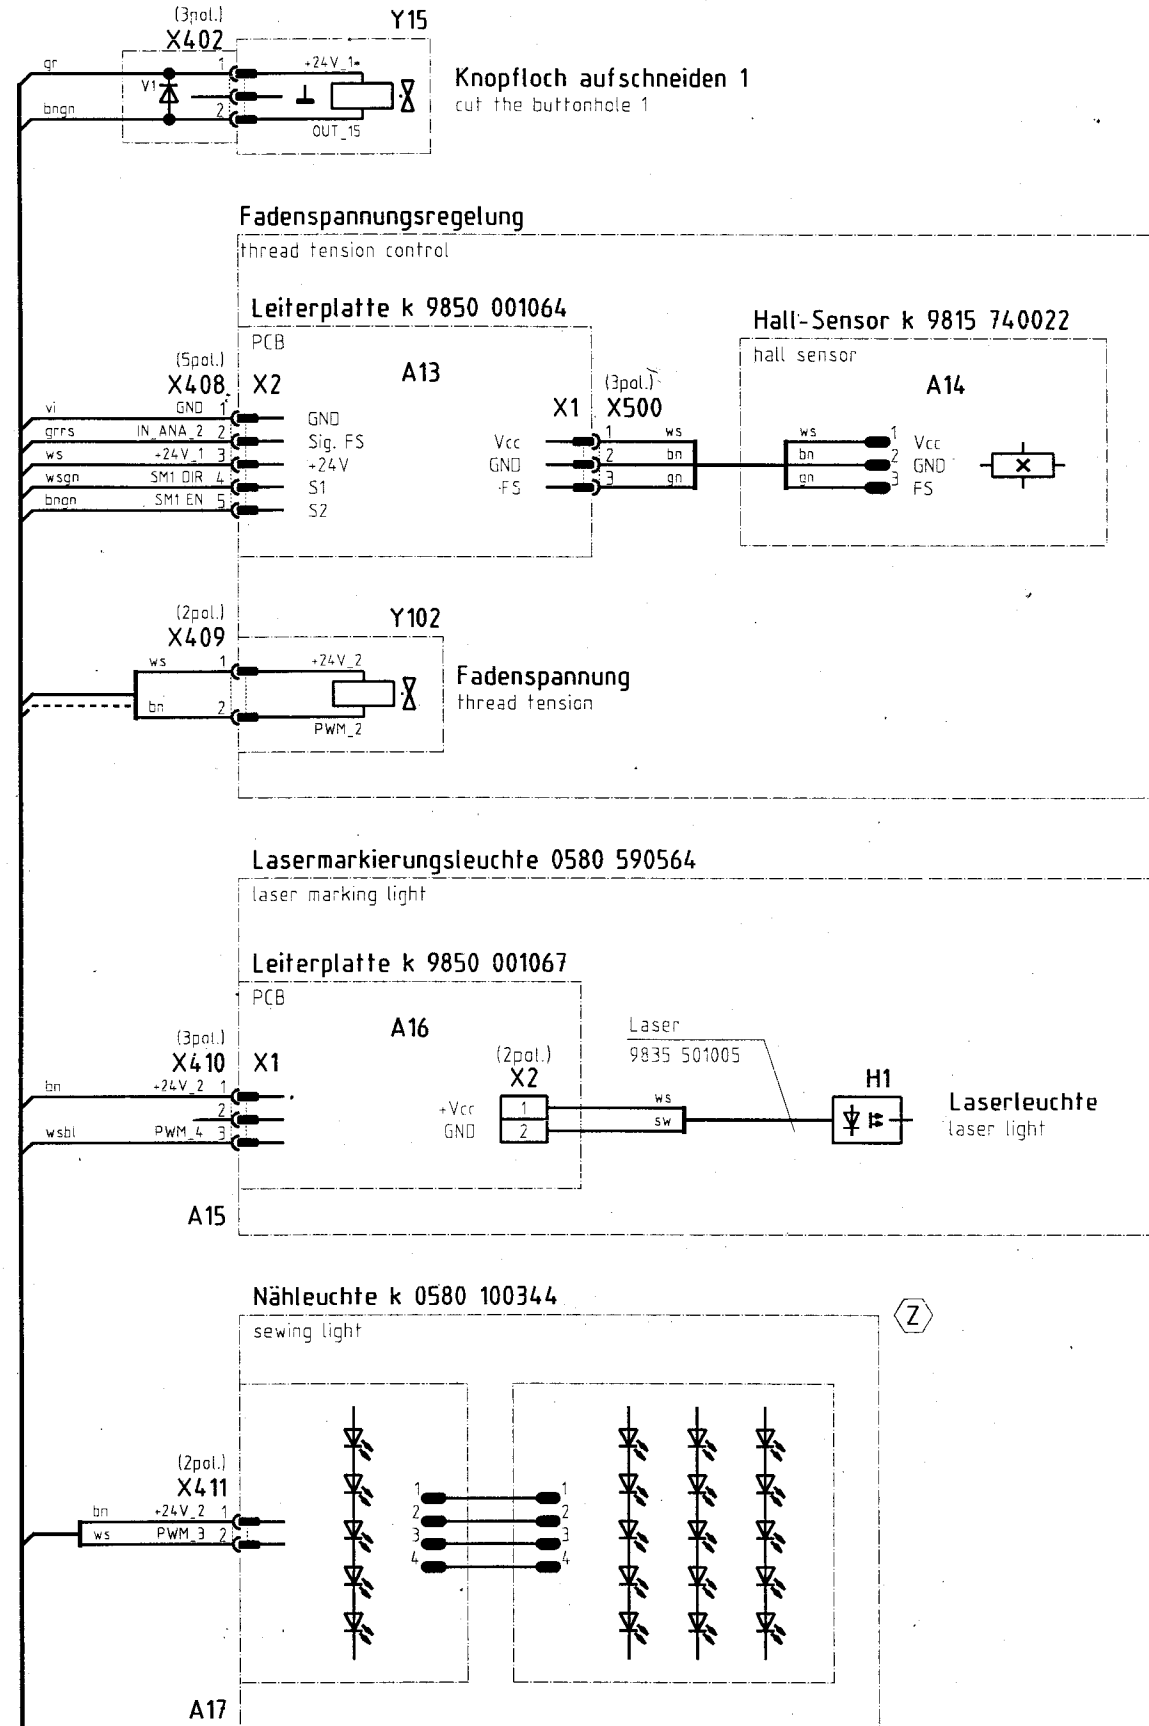 (3pol.)
X402
Y15
gr
1
+24V_1
V1
Knopfloch aufschneiden 1
cut the buttonhole 1
bngn
2
OUT_15
Fadenspannungsregelung
thread tension control
Leiterplatte k 9850 001064
PCB
A13
Hall-Sensor k 9815 740022
hall sensor
A14
(5pol.)
X408
X2
(3pol.)
X1
X500
vi
GND
1
GND
grrs
IN_ANA_2
2
Sig. FS
ws
+24V_1
3
+24V
wsgn
SM1 DIR
4
S1
bngn
SM1 EN
5
S2
Vcc
1
ws
ws
1
Vcc
GND
2
bn
bn
2
GND
FS
3
gn
gn
3
FS
(2pol.)
X409
Y102
ws
1
+24V_2
Fadenspannung
thread tension
bn
2
PWM_2
Lasermarkierungsleuchte 0580 590564
laser marking light
Leiterplatte k 9850 001067
PCB
A16
(3pol.)
X410
X1
(2pol.)
X2
Laser
9835 501005
H1
bn
+24V_2
1
2
wsbl
PWM_4
3
+Vcc
1
ws
GND
2
sw
Laserleuchte
laser light
A15
Nähleuchte k 0580 100344
sewing light
Z
(2pol.)
X411
bn
+24V_2
1
ws
PWM_3
2
1
1
2
2
3
3
4
4
A17